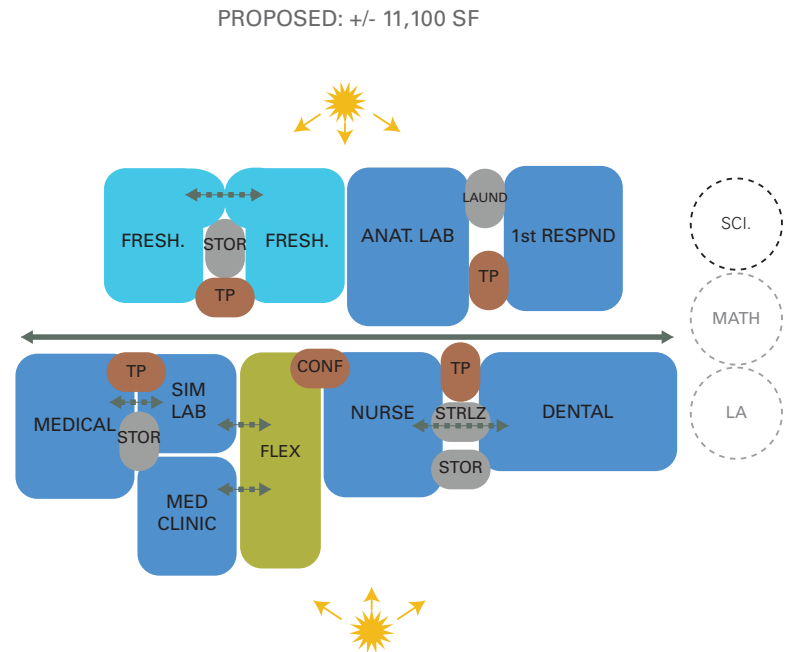 PROPOSED: +/- 11,100 SF
FRESH.
STOR
FRESH.
TP
ANAT. LAB
LAUND
TP
1st RESPND
SCI.
MATH
LA
MEDICAL
TP
STOR
SIM
LAB
MED
CLINIC
FLEX
CONF
NURSE
TP
STRLZ
STOR
DENTAL